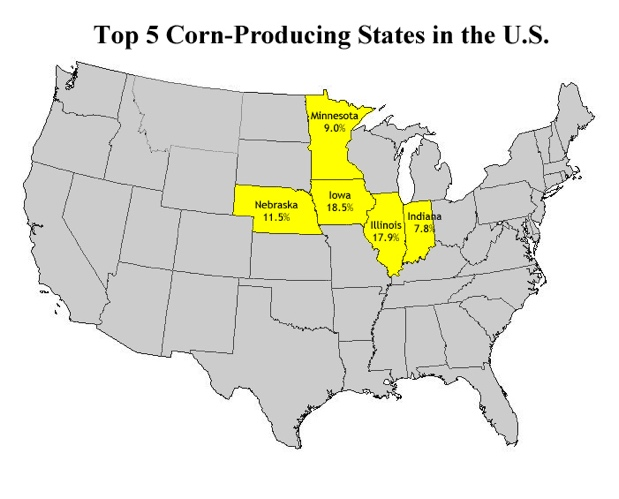 Top 5 Corn-Producing States in the U.S.
Minnesota
9.0%
Iowa
18.5%
Nebraska
11.5%
Illinois
17.9%
Indiana
7.8%